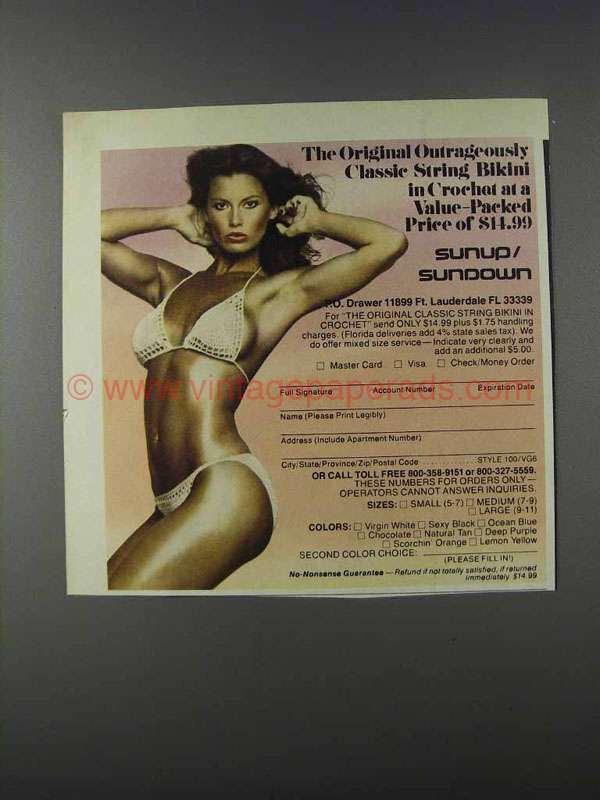 The Original Outrageously
Classic String Bikini
in Crochet at a
Value-Packed
Price of $14.99
sunup/
sundown
P.O. Drawer 11899 Ft. Lauderdale FL 33339
For "THE ORIGINAL CLASSIC STRING BIKINI IN
CROCHET" send ONLY $14.99 plus $1.75 handling
charges. (Florida deliveries add 4% state sales tax). We
do offer mixed size service — Indicate very clearly and
add an additional $5.00.
☐ Master Card ☐ Visa ☐ Check/Money Order
© www.vintagepaperads.com
Full Signature Account Number Expiration Date
Name (Please Print Legibly)
Address (Include Apartment Number)
City/State/Province/Zip/Postal Code .......... STYLE 100/VG6
OR CALL TOLL FREE 800-358-9151 or 800-327-5559.
THESE NUMBERS FOR ORDERS ONLY—
OPERATORS CANNOT ANSWER INQUIRIES.
SIZES: ☐ SMALL (5-7) ☐ MEDIUM (7-9)
☐ LARGE (9-11)
COLORS: ☐ Virgin White ☐ Sexy Black ☐ Ocean Blue
☐ Chocolate ☐ Natural Tan ☐ Deep Purple
☐ Scorchin' Orange ☐ Lemon Yellow
SECOND COLOR CHOICE:
(PLEASE FILL IN!)
No-Nonsense Guarantee — Refund if not totally satisfied, if returned
immediately $14.99